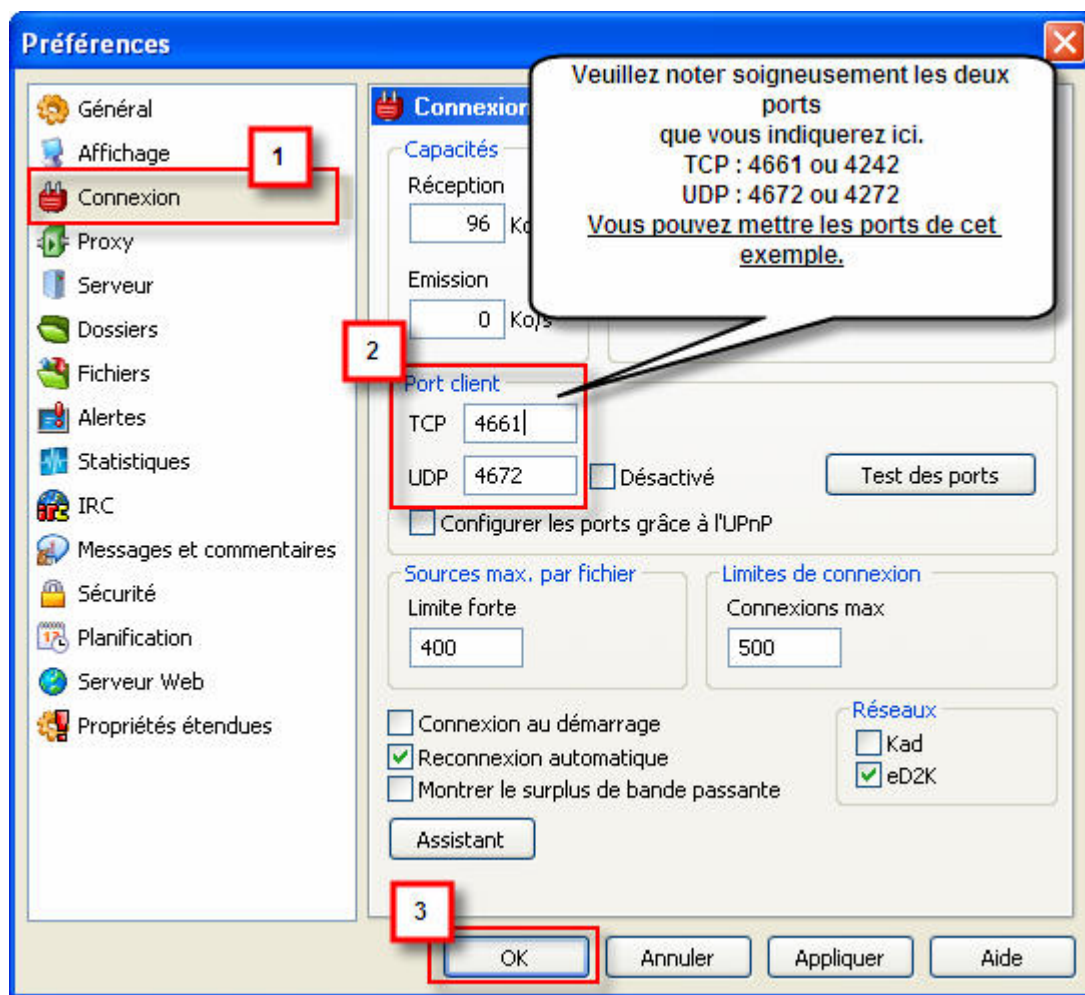 Préférences
Général
Affichage
1
Connexion
Proxy
Serveur
Dossiers
Fichiers
Alertes
Statistiques
IRC
Messages et commentaires
Sécurité
Planification
Serveur Web
Propriétés étendues
Connexion
Veuillez noter soigneusement les deux
ports
que vous indiquerez ici.
TCP : 4661 ou 4242
UDP : 4672 ou 4272
Vous pouvez mettre les ports de cet
exemple.
Capacités
Réception
96 Ko
Emission
0 Ko/s
2
Port client
TCP 4661
UDP 4672 Désactivé Test des ports
Configurer les ports grâce à l'UPnP
Sources max. par fichier
Limite forte
400
Limites de connexion
Connexions max
500
Connexion au démarrage
Reconnexion automatique
Montrer le surplus de bande passante
Réseaux
Kad
eD2K
Assistant
3
OK Annuler Appliquer Aide